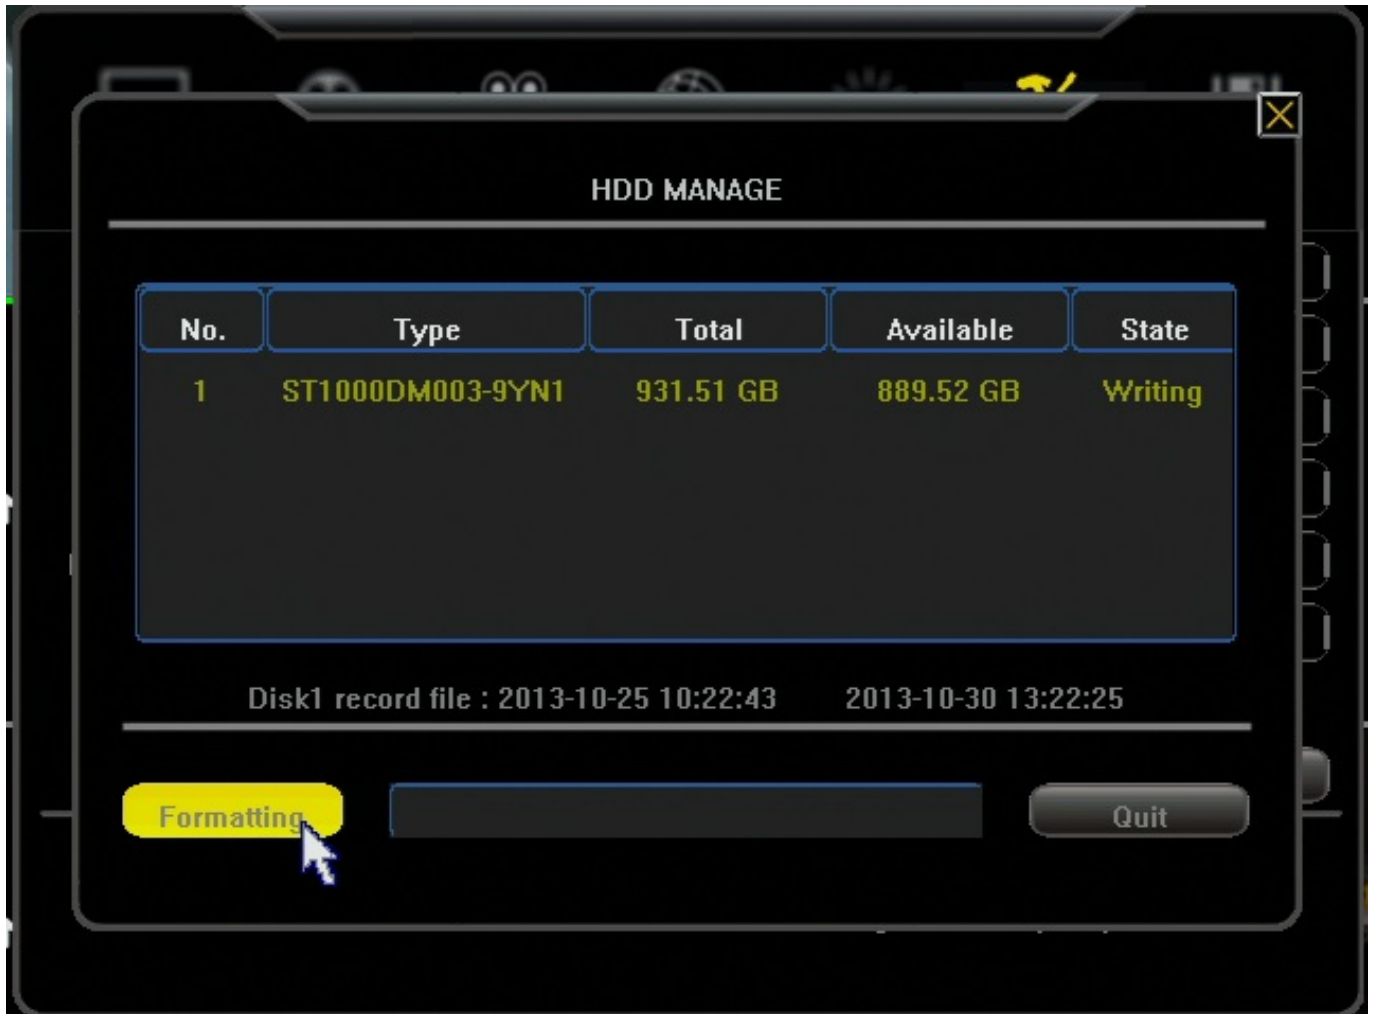 HDD MANAGE
No. Type Total Available State
1 ST1000DM003-9YN1 931.51 GB 889.52 GB Writing
Disk1 record file : 2013-10-25 10:22:43 2013-10-30 13:22:25
Formatting Quit